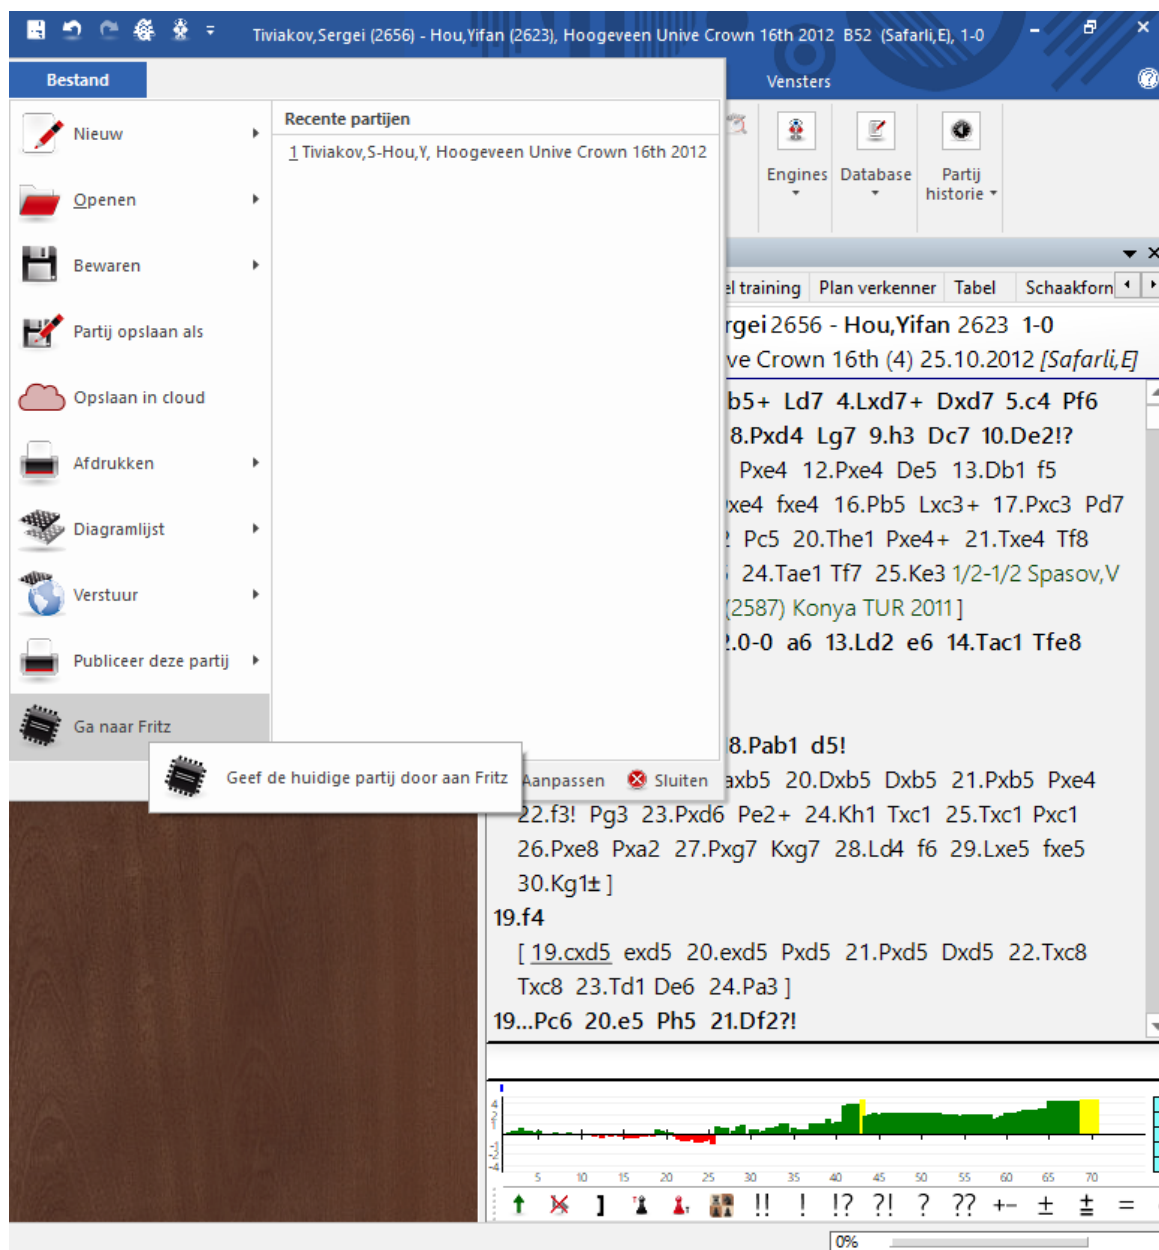 Tiviakov,Sergei (2656) - Hou,Yifan (2623), Hoogeveen Unive Crown 16th 2012 B52 (Safarli,E), 1-0
Bestand
Vensters
Nieuw
Openen
Bewaren
Partij opslaan als
Opslaan in cloud
Afdrukken
Diagramlijst
Verstuur
Publiceer deze partij
Ga naar Fritz
Geef de huidige partij door aan Fritz
Recente partijen
1 Tiviakov,S-Hou,Y, Hoogeveen Unive Crown 16th 2012
Aanpassen Sluiten
Engines Database Partij
historie
el training Plan verkenner Tabel Schaakforn
rgei 2656 - Hou,Yifan 2623 1-0
ve Crown 16th (4) 25.10.2012 [Safarli,E]
b5+ Ld7 4.Lxd7+ Dxd7 5.c4 Pf6
8.Pxd4 Lg7 9.h3 Dc7 10.De2!?
Pxe4 12.Pxe4 De5 13.Db1 f5
xe4 fxe4 16.Pb5 Lxc3+ 17.Pxc3 Pd7
Pc5 20.The1 Pxe4+ 21.Txe4 Tf8
24.Tae1 Tf7 25.Ke3 1/2-1/2 Spasov,V
(2587) Konya TUR 2011]
.0-0 a6 13.Ld2 e6 14.Tac1 Tfe8
8.Pab1 d5!
axb5 20.Dxb5 Dxb5 21.Pxb5 Pxe4
22.f3! Pg3 23.Pxd6 Pe2+ 24.Kh1 Txc1 25.Txc1 Pxc1
26.Pxe8 Pxa2 27.Pxg7 Kxg7 28.Ld4 f6 29.Lxe5 fxe5
30.Kg1± ]
19.f4
[ 19.cxd5 exd5 20.exd5 Pxd5 21.Pxd5 Dxd5 22.Txc8
Txc8 23.Td1 De6 24.Pa3 ]
19...Pc6 20.e5 Ph5 21.Df2?!
4
2
1
-1
-2
-4
5 10 15 20 25 30 35 40 45 50 55 60 65 70
] !! ! !? ?! ? ?? +− ± ⩲ =
0%